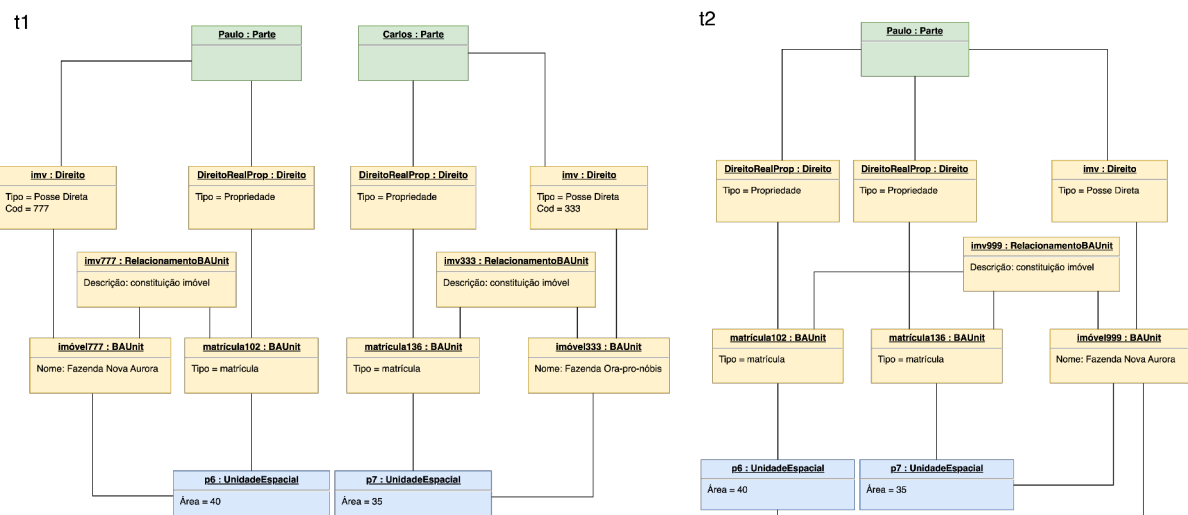 t1
Paulo : Parte
Carlos : Parte
imv : Direito
Tipo = Posse Direta
Cod = 777
DireitoRealProp : Direito
Tipo = Propriedade
DireitoRealProp : Direito
Tipo = Propriedade
imv : Direito
Tipo = Posse Direta
Cod = 333
imv777 : RelacionamentoBAUnit
Descrição: constituição imóvel
imv333 : RelacionamentoBAUnit
Descrição: constituição imóvel
imóvel777 : BAUnit
Nome: Fazenda Nova Aurora
matrícula102 : BAUnit
Tipo = matrícula
matrícula136 : BAUnit
Tipo = matrícula
imóvel333 : BAUnit
Nome: Fazenda Ora-pro-nóbis
p6 : UnidadeEspacial
Área = 40
p7 : UnidadeEspacial
Área = 35
t2
Paulo : Parte
DireitoRealProp : Direito
Tipo = Propriedade
DireitoRealProp : Direito
Tipo = Propriedade
imv : Direito
Tipo = Posse Direta
imv999 : RelacionamentoBAUnit
Descrição: constituição imóvel
matrícula102 : BAUnit
Tipo = matrícula
matrícula136 : BAUnit
Tipo = matrícula
imóvel999 : BAUnit
Nome: Fazenda Nova Aurora
p6 : UnidadeEspacial
Área = 40
p7 : UnidadeEspacial
Área = 35